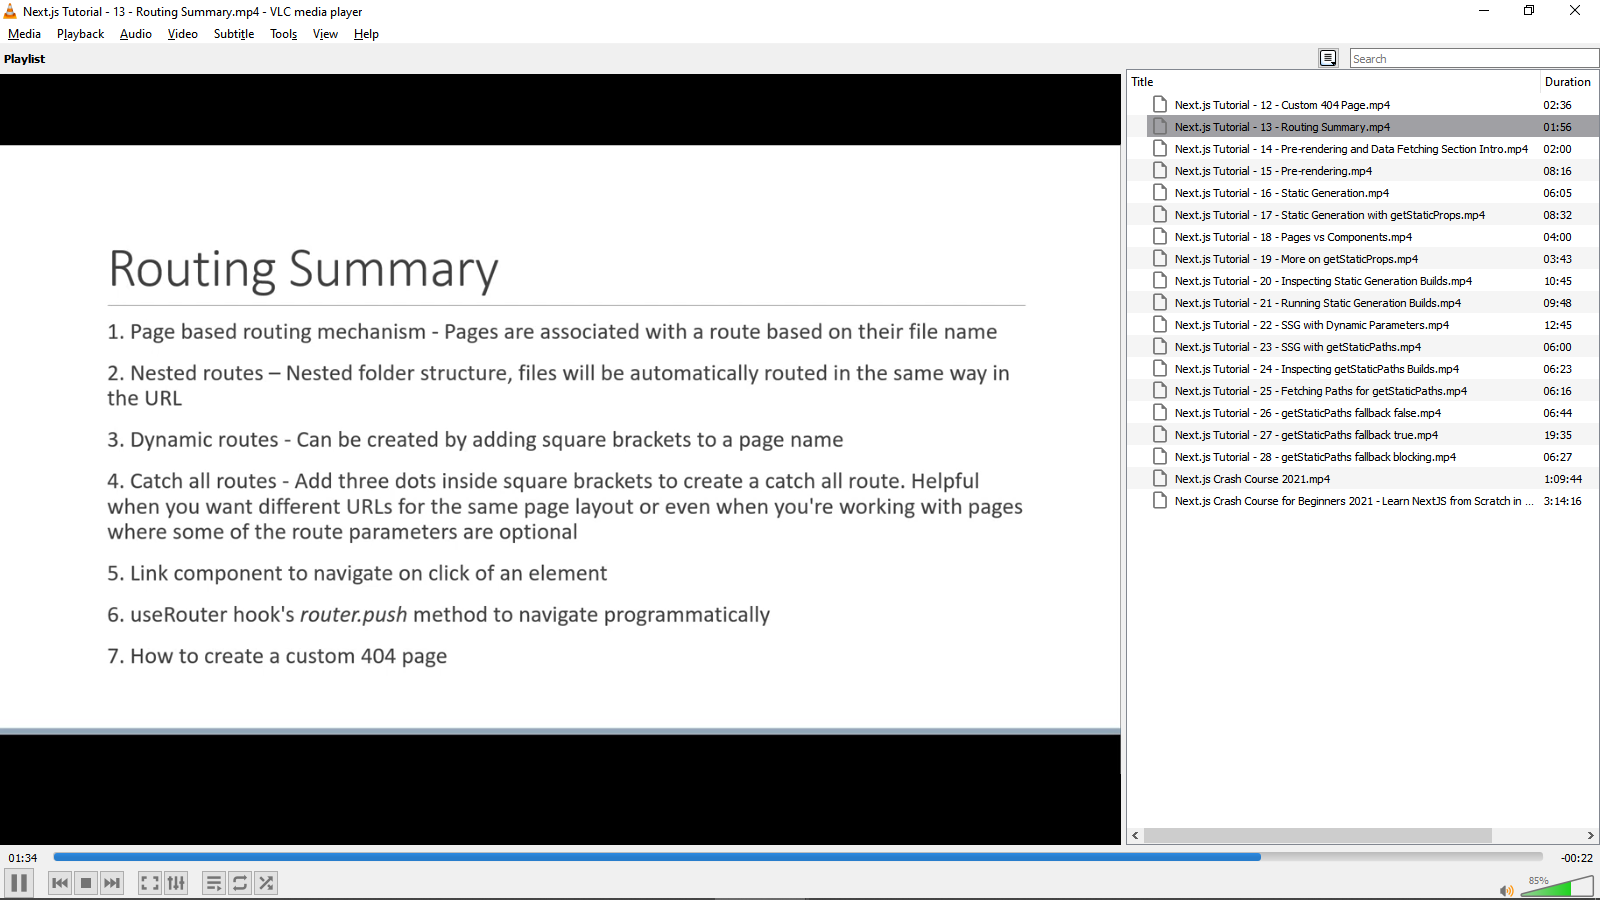 Next.js Tutorial - 13 - Routing Summary.mp4 - VLC media player
Media Playback Audio Video Subtitle Tools View Help
Playlist
Search
Title Duration
Next.js Tutorial - 12 - Custom 404 Page.mp4 02:36
Next.js Tutorial - 13 - Routing Summary.mp4 01:56
Next.js Tutorial - 14 - Pre-rendering and Data Fetching Section Intro.mp4 02:00
Next.js Tutorial - 15 - Pre-rendering.mp4 08:16
Next.js Tutorial - 16 - Static Generation.mp4 06:05
Next.js Tutorial - 17 - Static Generation with getStaticProps.mp4 08:32
Next.js Tutorial - 18 - Pages vs Components.mp4 04:00
Next.js Tutorial - 19 - More on getStaticProps.mp4 03:43
Next.js Tutorial - 20 - Inspecting Static Generation Builds.mp4 10:45
Next.js Tutorial - 21 - Running Static Generation Builds.mp4 09:48
Next.js Tutorial - 22 - SSG with Dynamic Parameters.mp4 12:45
Next.js Tutorial - 23 - SSG with getStaticPaths.mp4 06:00
Next.js Tutorial - 24 - Inspecting getStaticPaths Builds.mp4 06:23
Next.js Tutorial - 25 - Fetching Paths for getStaticPaths.mp4 06:16
Next.js Tutorial - 26 - getStaticPaths fallback false.mp4 06:44
Next.js Tutorial - 27 - getStaticPaths fallback true.mp4 19:35
Next.js Tutorial - 28 - getStaticPaths fallback blocking.mp4 06:27
Next.js Crash Course 2021.mp4 1:09:44
Next.js Crash Course for Beginners 2021 - Learn NextJS from Scratch in ... 3:14:16
Routing Summary
1. Page based routing mechanism - Pages are associated with a route based on their file name
2. Nested routes – Nested folder structure, files will be automatically routed in the same way in
the URL
3. Dynamic routes - Can be created by adding square brackets to a page name
4. Catch all routes - Add three dots inside square brackets to create a catch all route. Helpful
when you want different URLs for the same page layout or even when you're working with pages
where some of the route parameters are optional
5. Link component to navigate on click of an element
6. useRouter hook's router.push method to navigate programmatically
7. How to create a custom 404 page
01:34 -00:22
85%